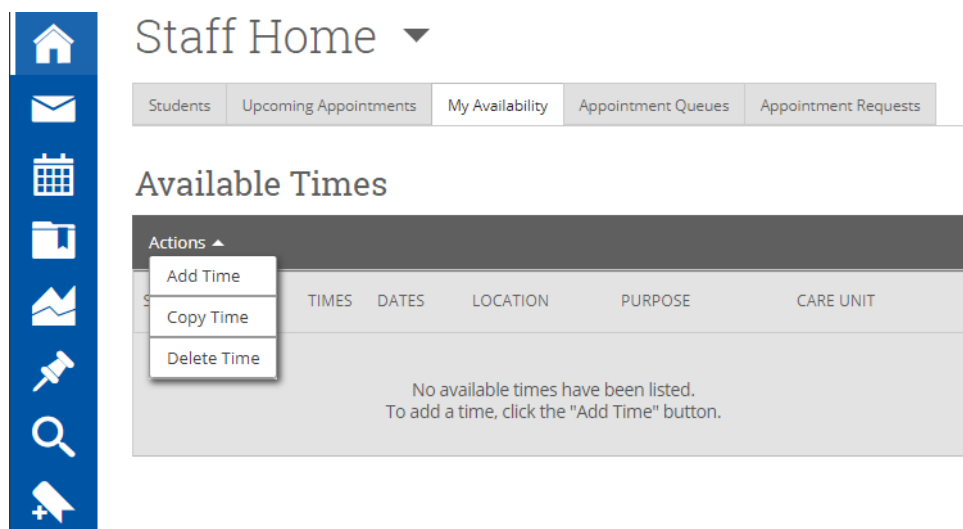 Staff Home
Students Upcoming Appointments My Availability Appointment Queues Appointment Requests
Available Times
Actions
Add Time
Copy Time
Delete Time
TIMES DATES LOCATION PURPOSE CARE UNIT
No available times have been listed.
To add a time, click the "Add Time" button.